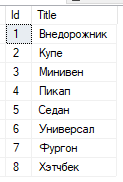 Id Title
1 Внедорожник
2 Купе
3 Минивен
4 Пикап
5 Седан
6 Универсал
7 Фургон
8 Хэтчбек